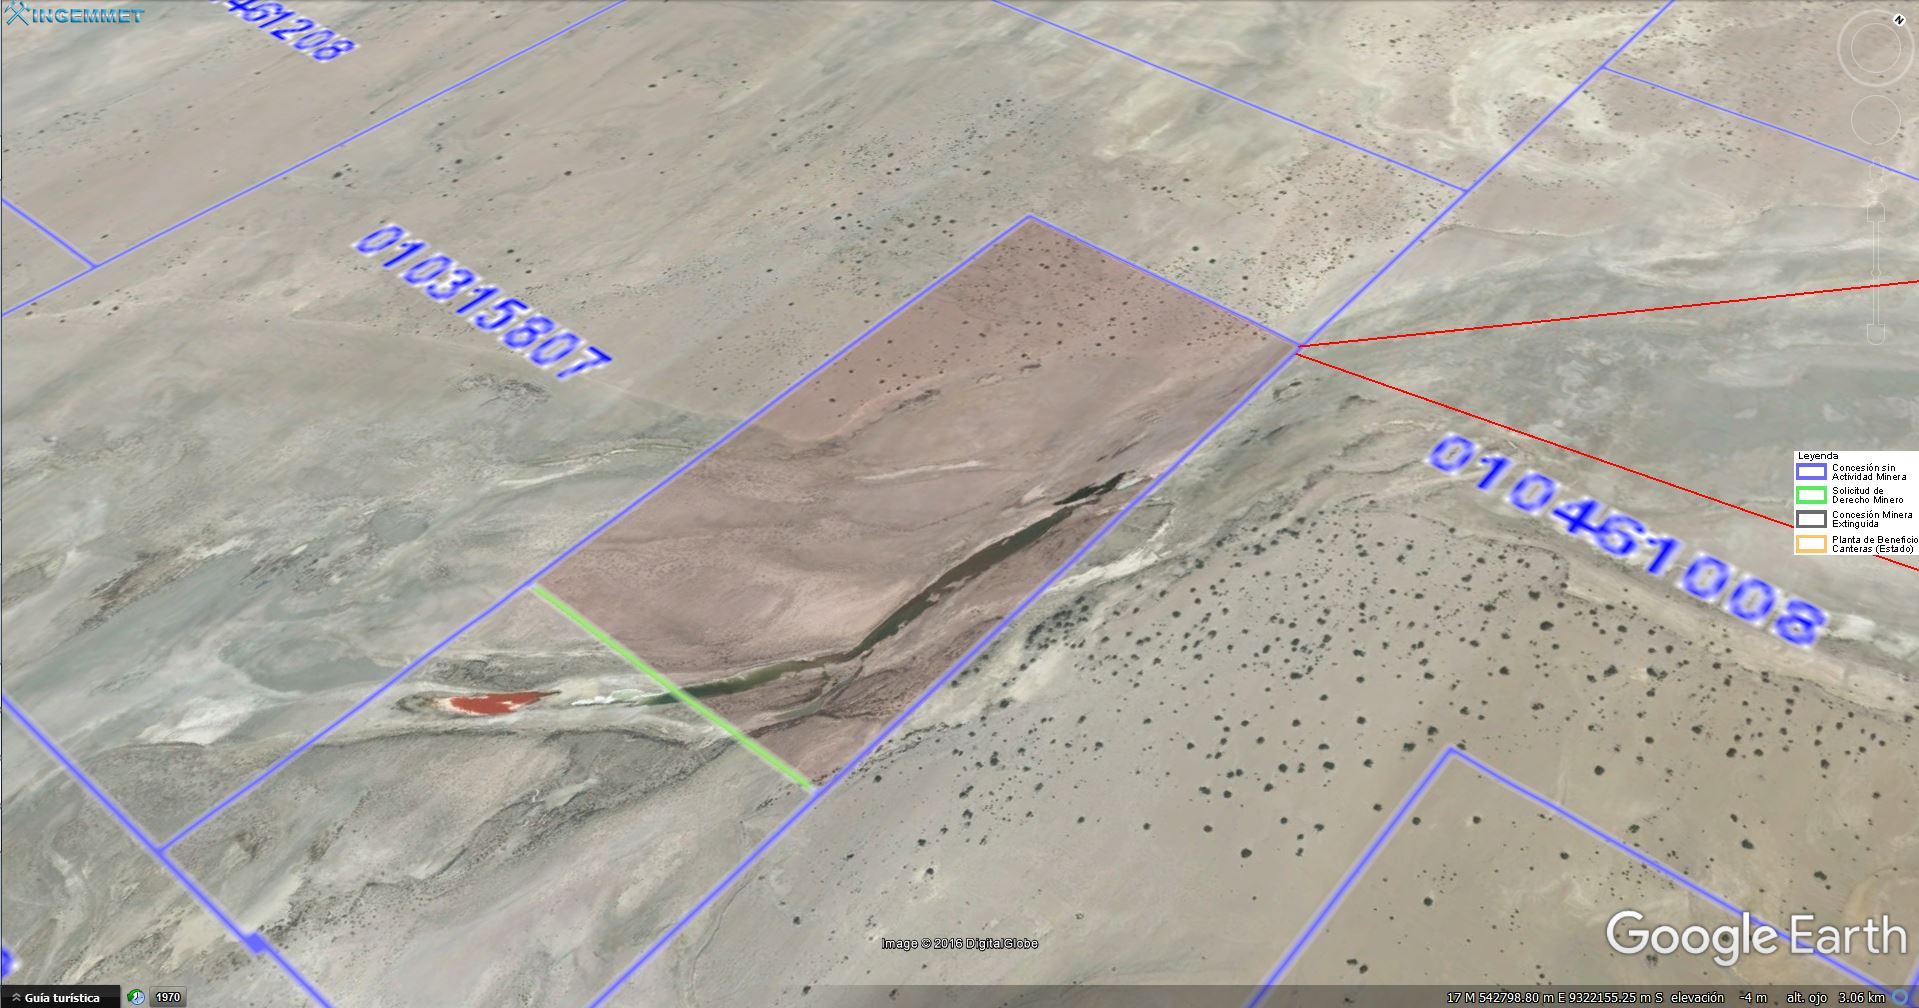 INGEMMET
461208
N
010315807
010461008
Leyenda
Concesión sin
Actividad Minera
Solicitud de
Derecho Minero
Concesión Minera
Extinguida
Planta de Beneficio
Canteras (Estado)
Google Earth
Image © 2016 DigitalGlobe
Guía turística
1970
17 M 542798.80 m E 9322155.25 m S elevación -4 m alt. ojo 3.06 km